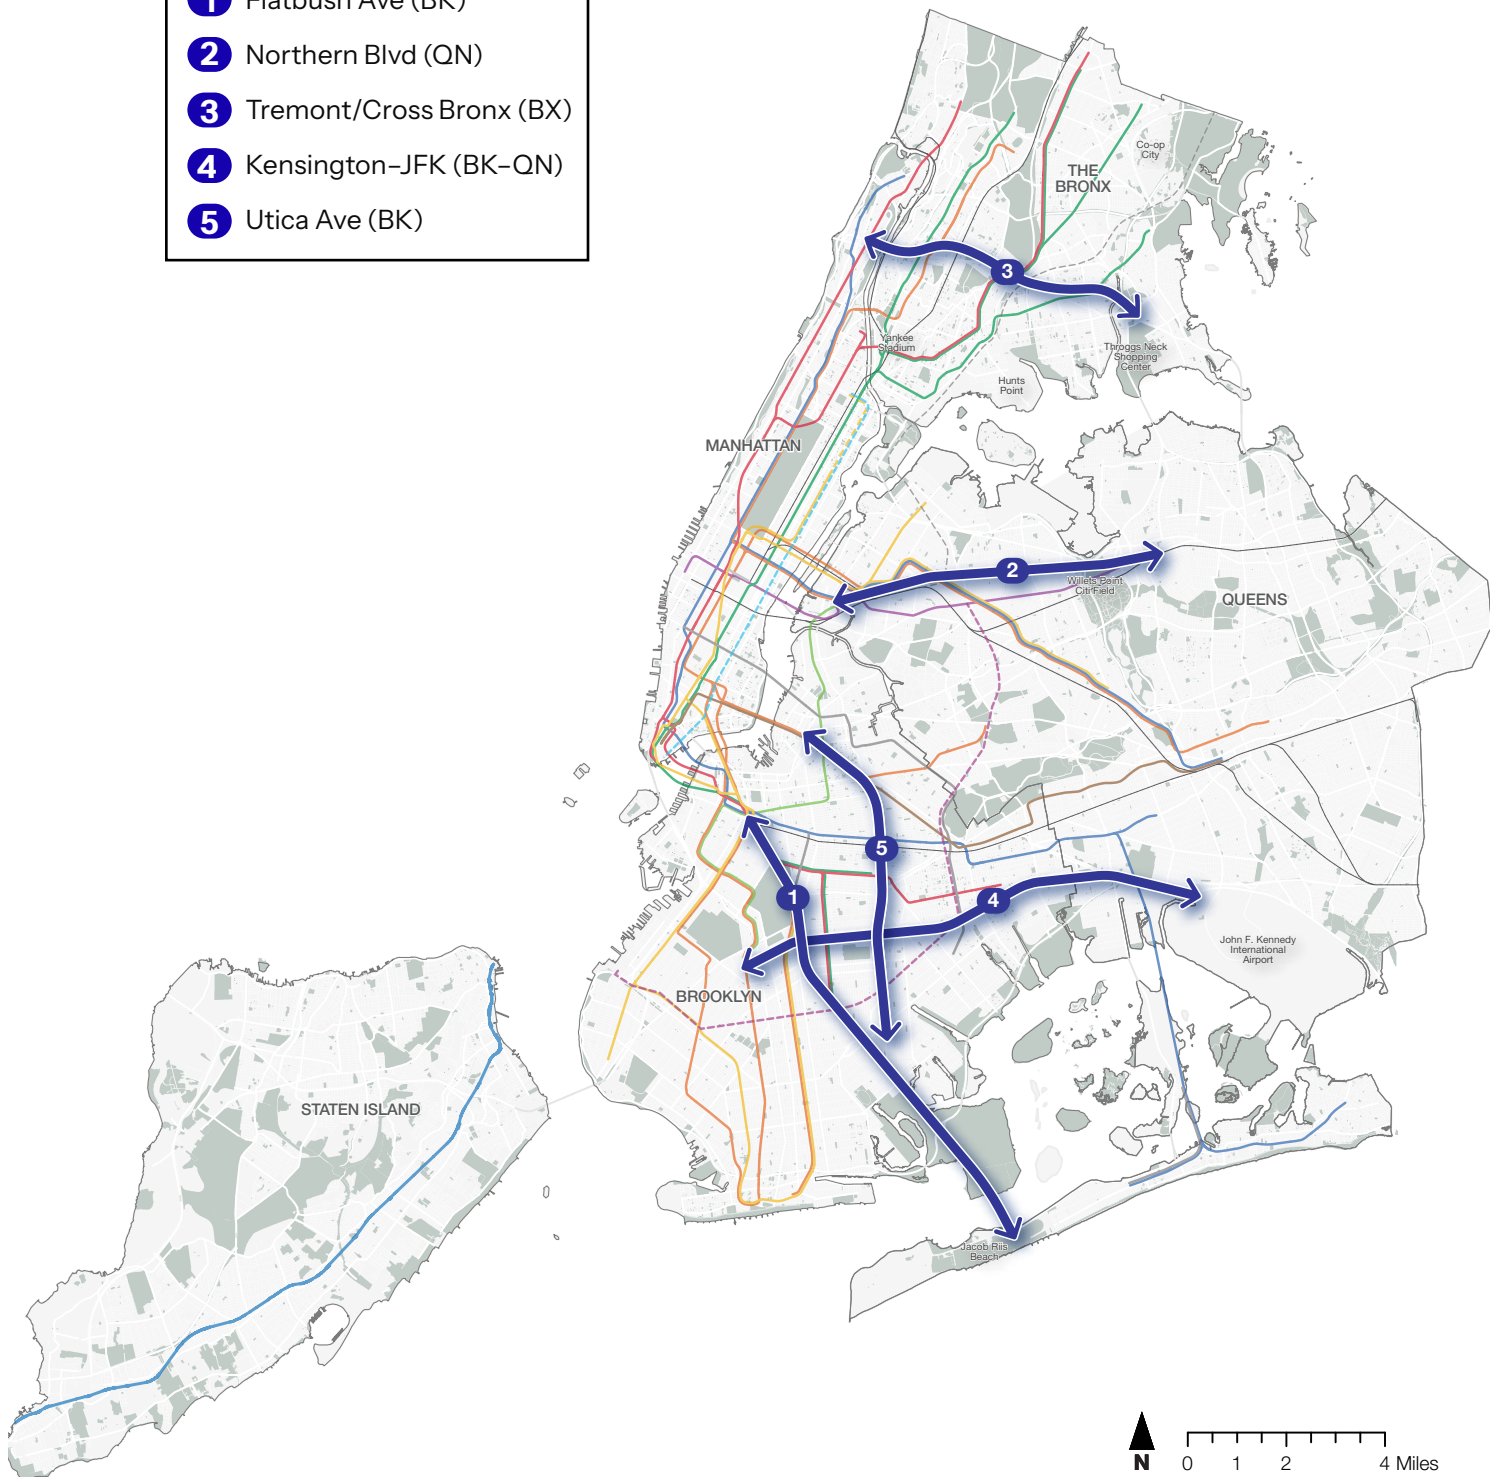 1 Flatbush Ave (BK)
2 Northern Blvd (QN)
3 Tremont/Cross Bronx (BX)
4 Kensington–JFK (BK–QN)
5 Utica Ave (BK)
Co-op
City
THE
BRONX
3
Yankee
Stadium
Throggs Neck
Shopping
Center
Hunts
Point
MANHATTAN
2
Willets Point
Citi Field
QUEENS
5
1
4
John F. Kennedy
International
Airport
BROOKLYN
STATEN ISLAND
Jacob Riis
Beach
N
0 1 2 4 Miles